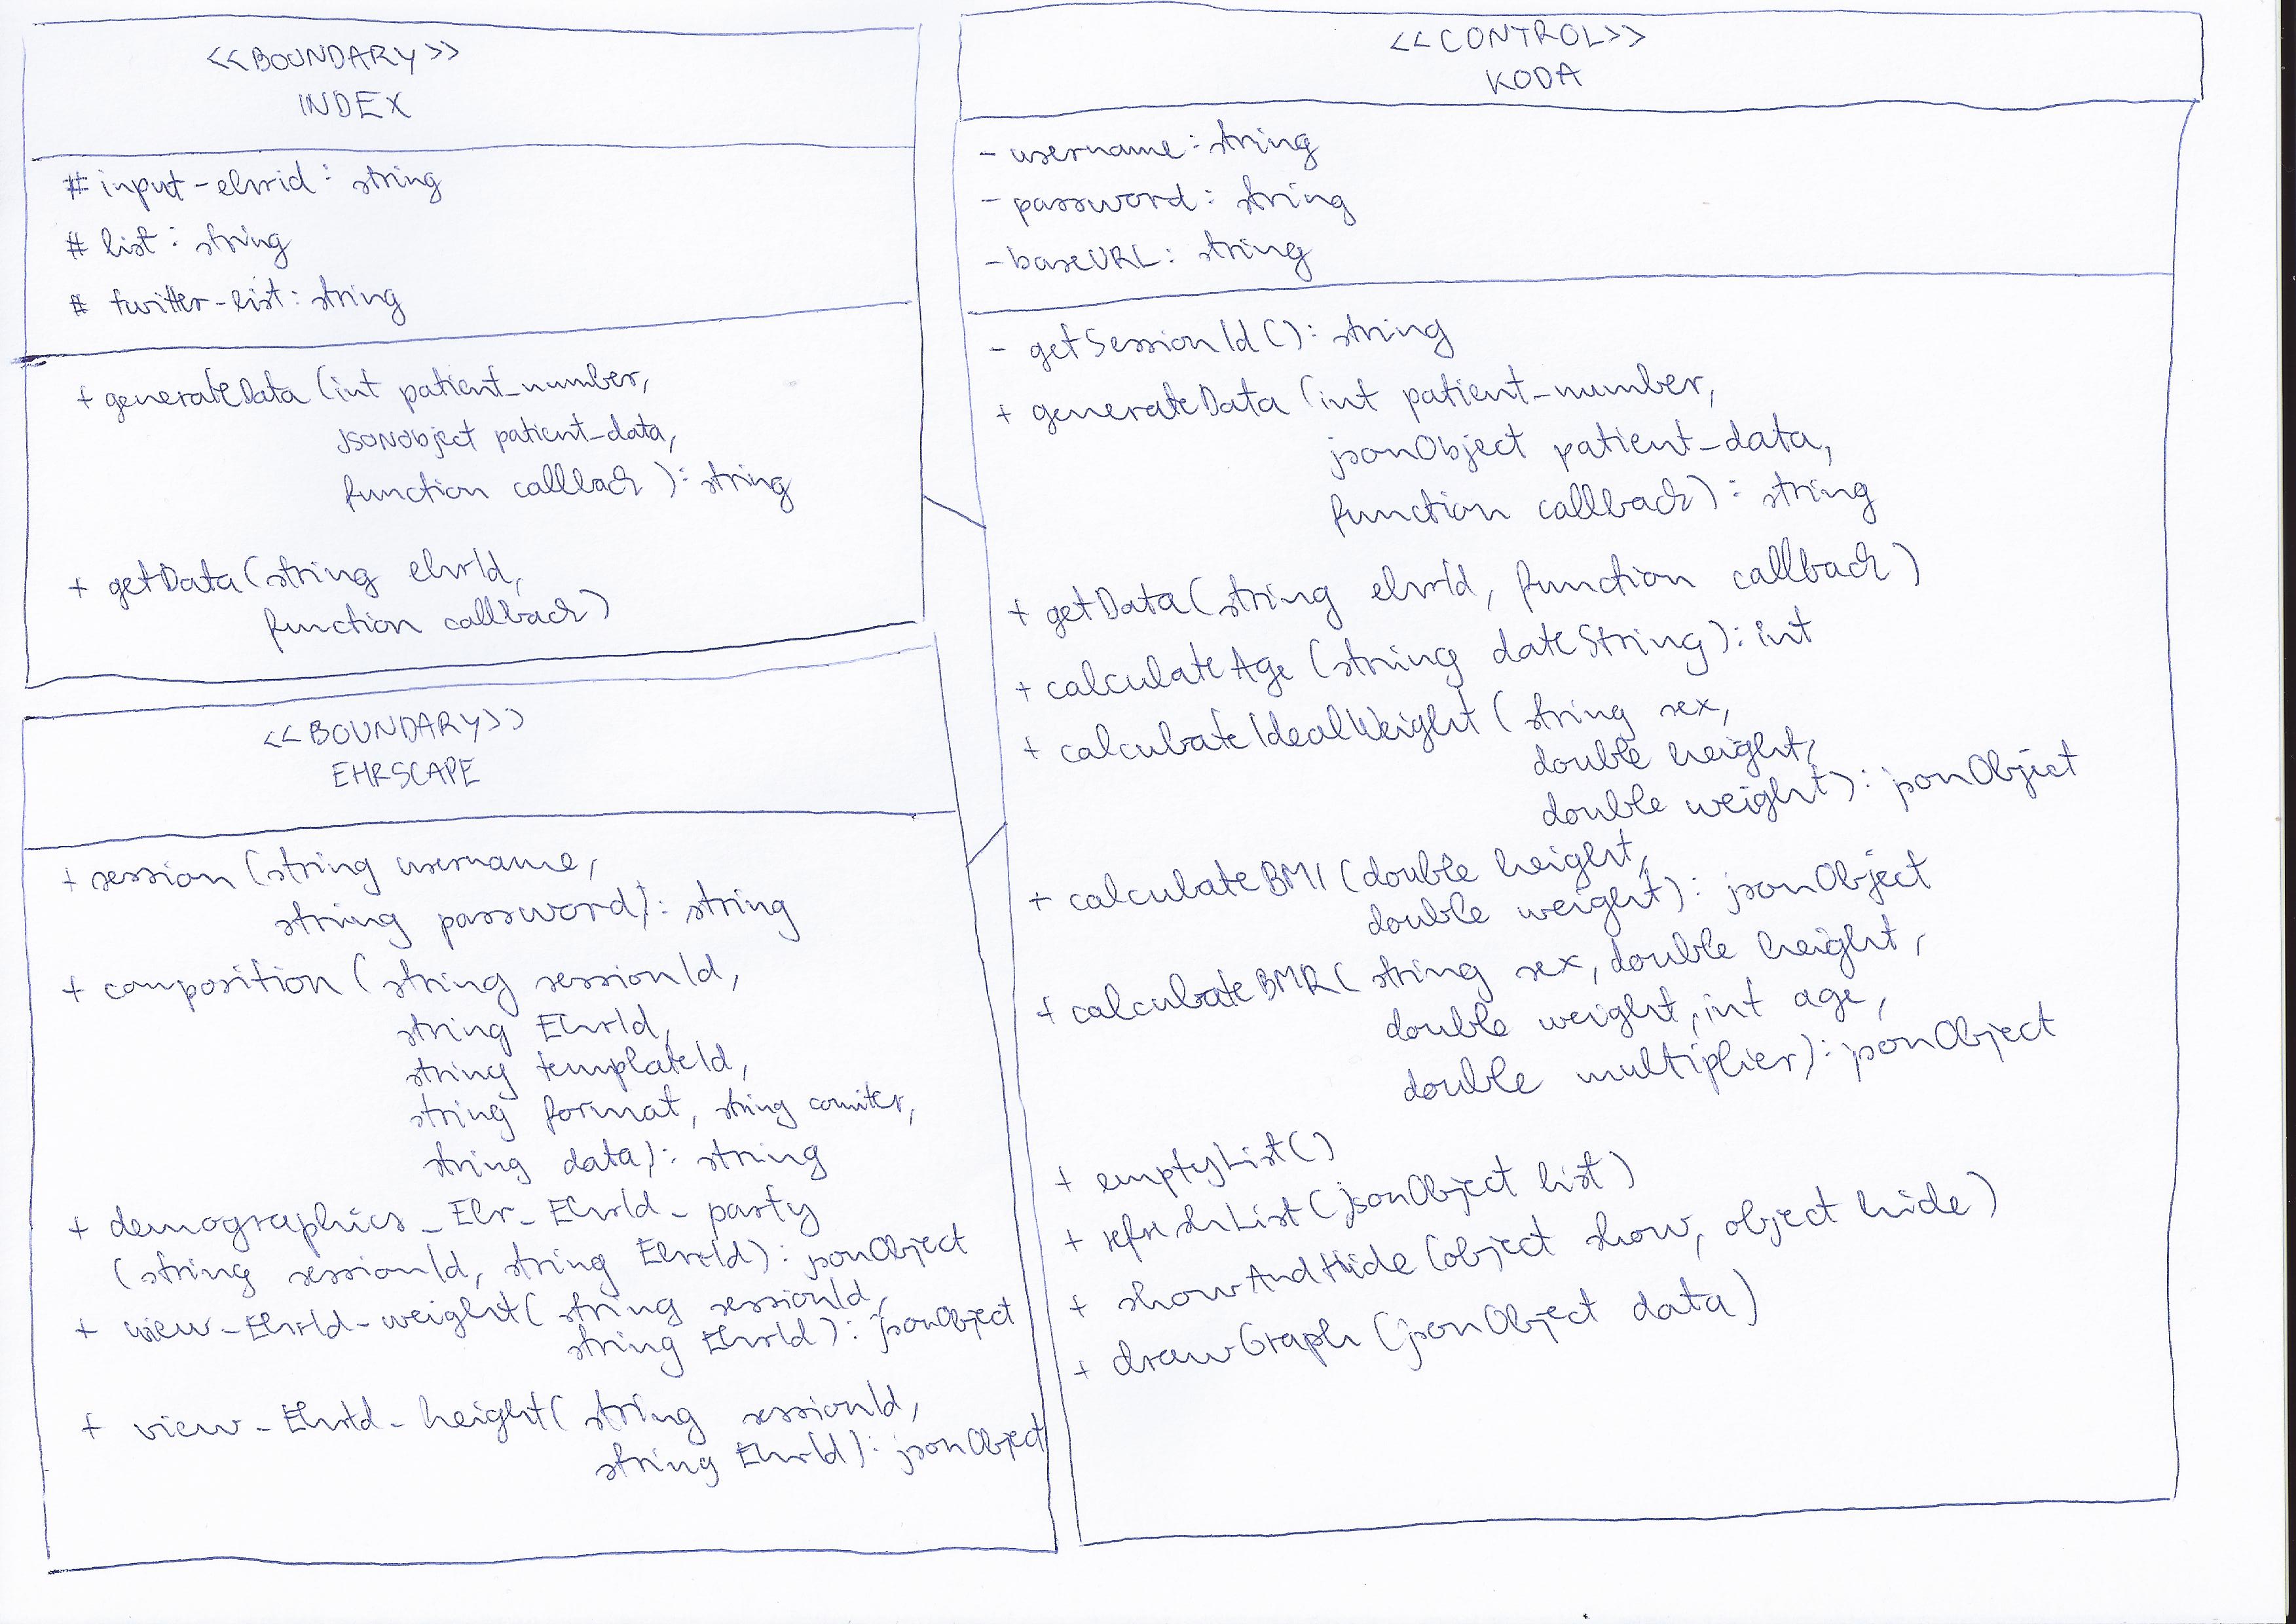 <<BOUNDARY>>
INDEX
# input-ehrid: string
# list: string
# twitter-list: string
+ generateData (int patient_number,
JSONObject patient_data,
function callback): string
+ getData(string ehrId,
function callback)
<<BOUNDARY>>
EHRSCAPE
+ session (string username,
string password): string
+ composition (string sessionId,
string EhrId,
string templateId,
string format, string comiter,
string data): string
+ demographics_Ehr_EhrId_party
(string sessionId, string EhrId): jsonObject
+ view-EhrId-weight( string sessionId,
string EhrId): jsonObject
+ view-EhrId-height( string sessionId,
string EhrId): jsonObject
<<CONTROL>>
KODA
- username: string
- password: string
- baseURL: string
- getSessionId(): string
+ generateData (int patient_number,
jsonObject patient_data,
function callback): string
+ getData(string ehrId, function callback)
+ calculateAge (string dateString): int
+ calculateIdealWeight (string sex,
double height,
double weight): jsonObject
+ calculateBMI (double height,
double weight): jsonObject
+ calculateBMR( string sex, double height,
double weight, int age,
double multiplier): jsonObject
+ emptyList()
+ refreshList(jsonObject list)
+ showAndHide (object show, object hide)
+ drawGraph (jsonObject data)